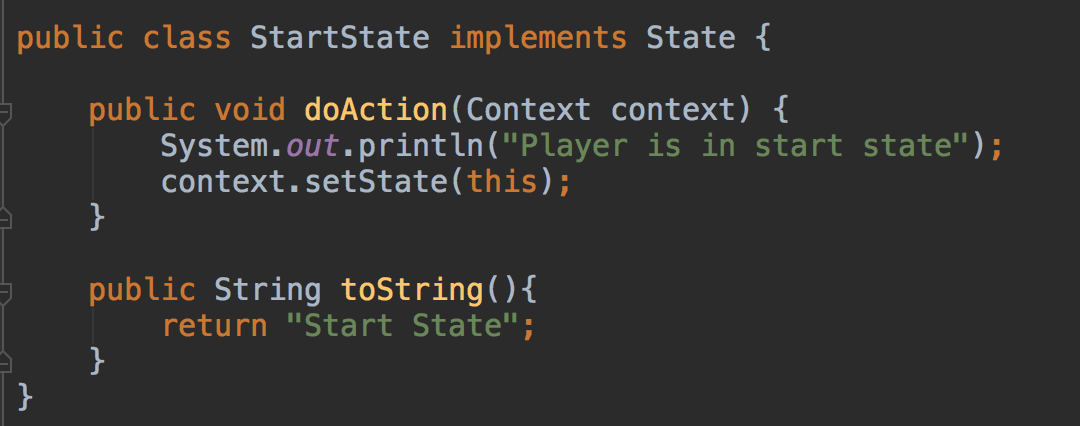 public class StartState implements State {
public void doAction(Context context) {
System.out.println("Player is in start state");
context.setState(this);
}
public String toString(){
return "Start State";
}
}